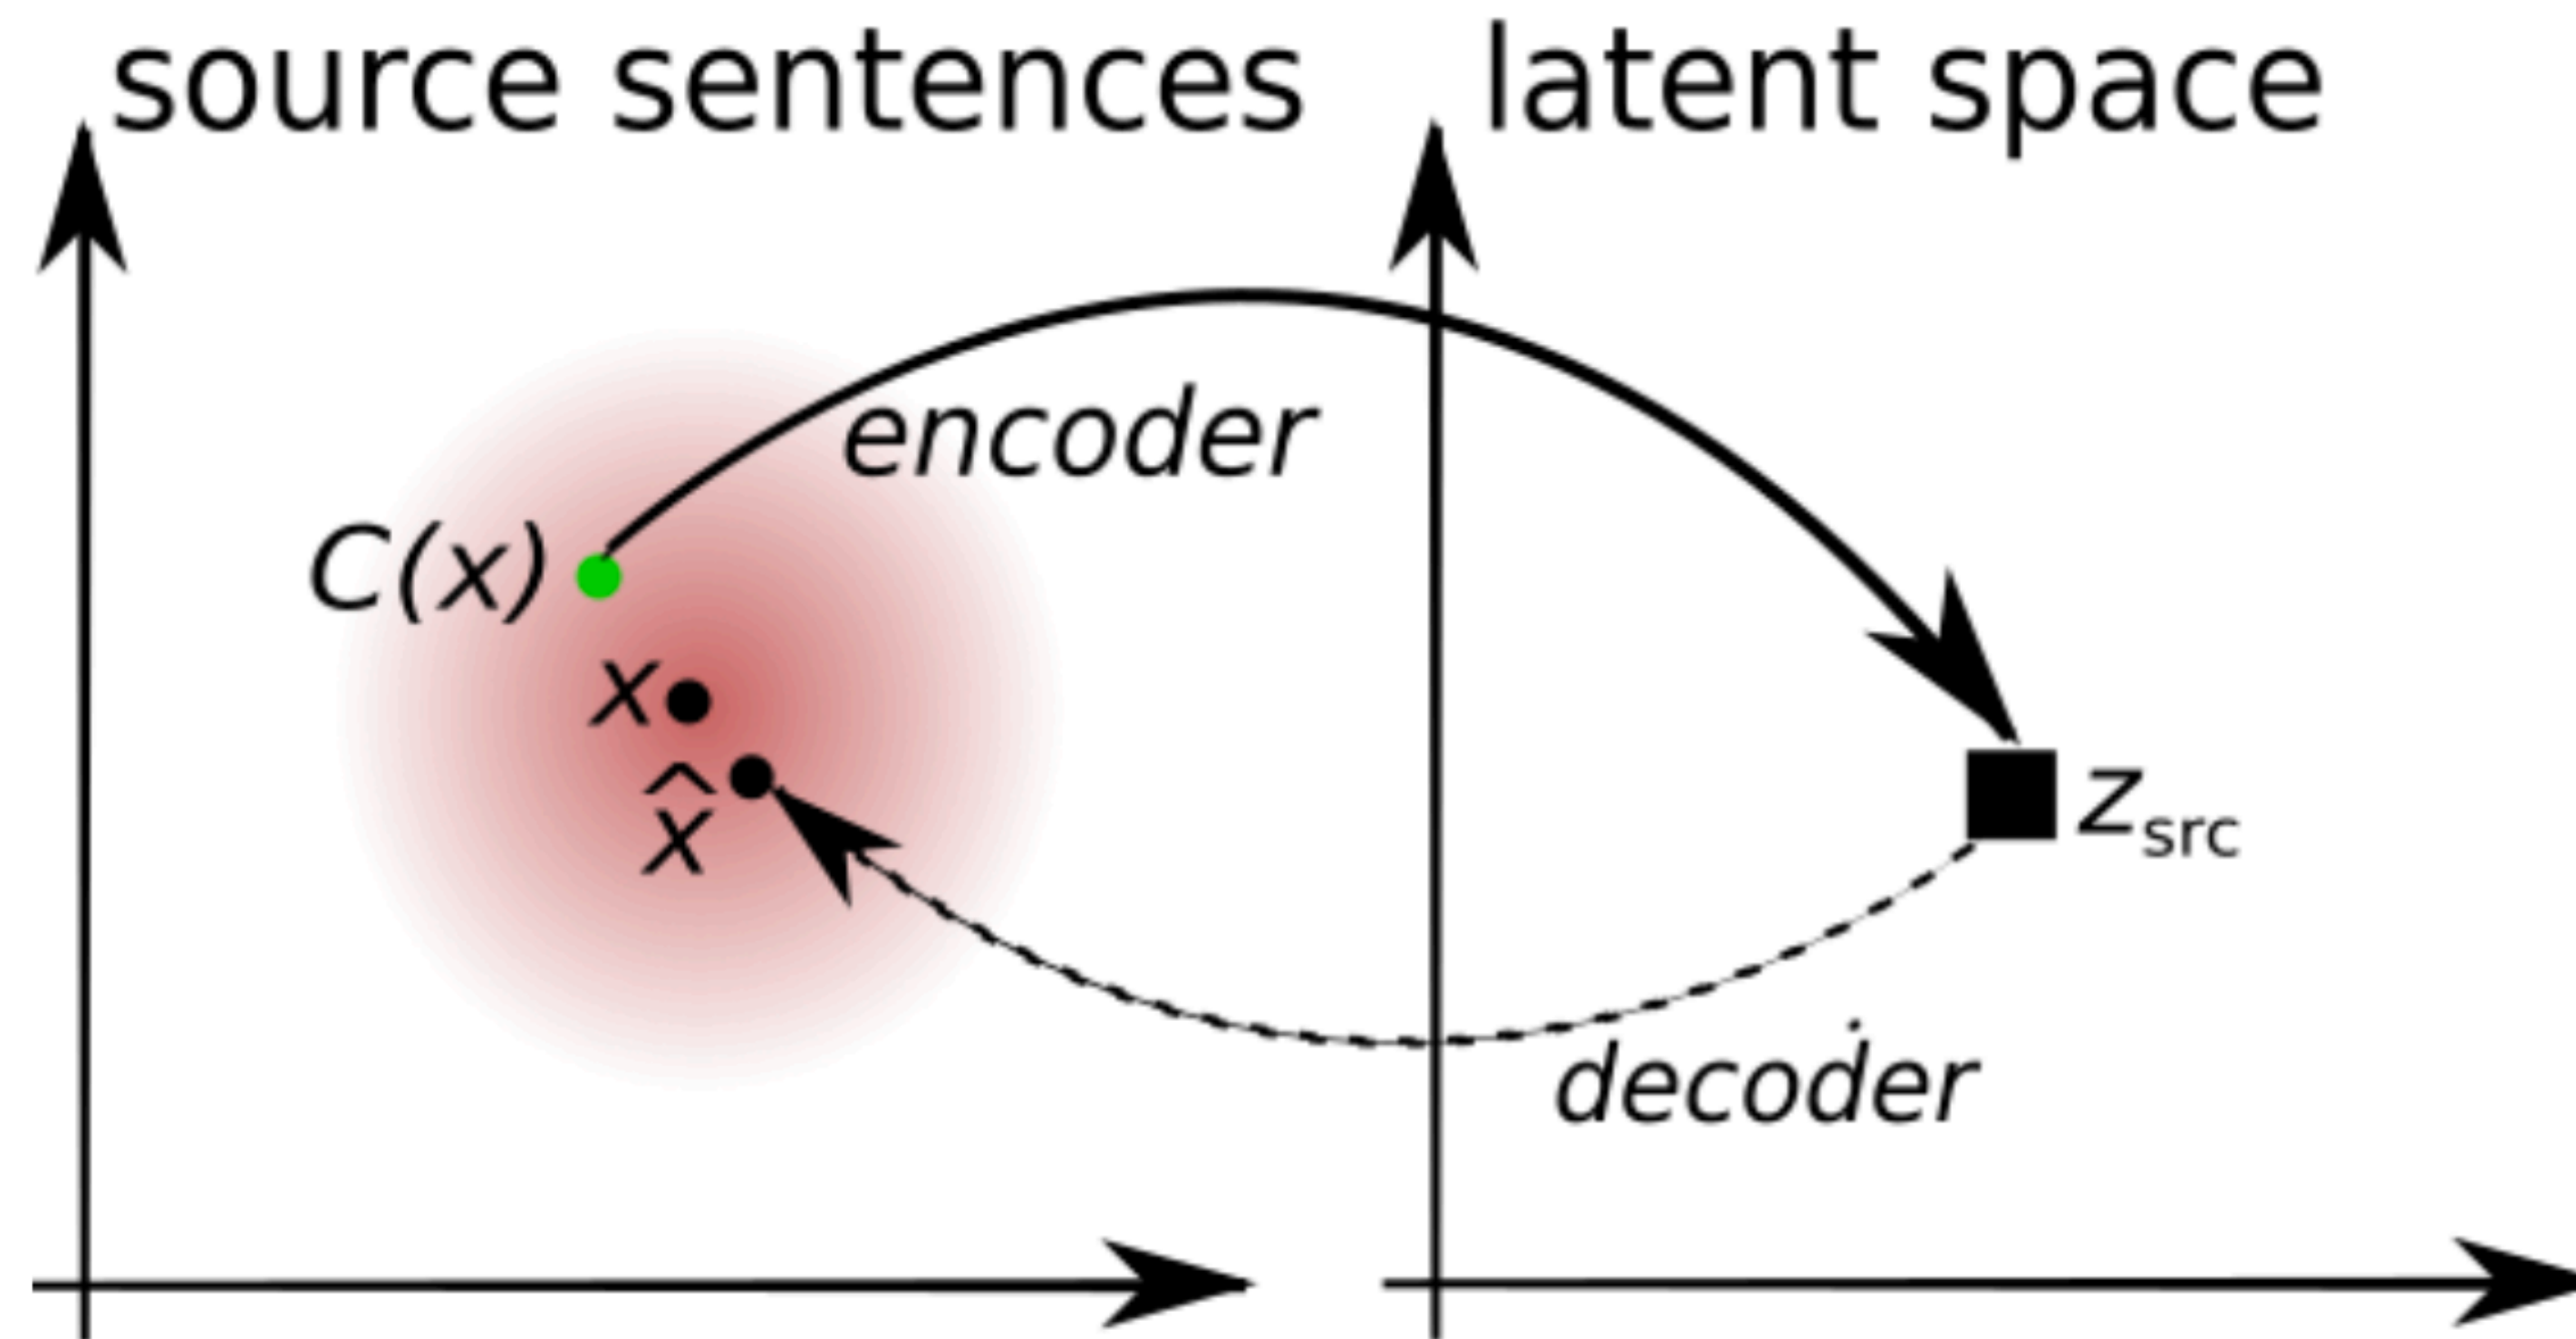 source sentences
latent space
encoder
C(x)
x
x̂
z_src
decoder